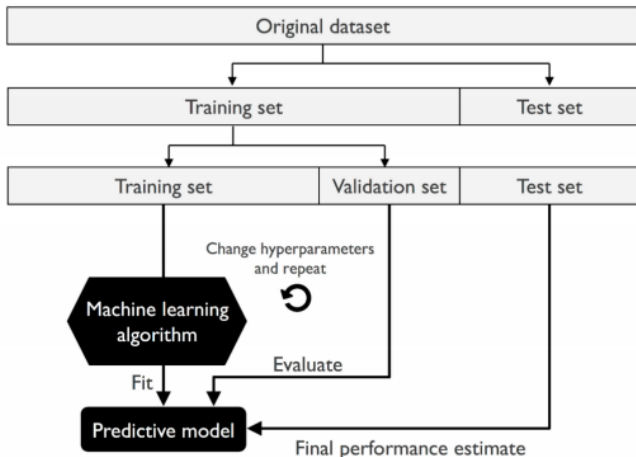 Original dataset
Training set
Test set
Training set
Validation set
Test set
Change hyperparameters
and repeat
Machine learning
algorithm
Fit
Evaluate
Predictive model
Final performance estimate